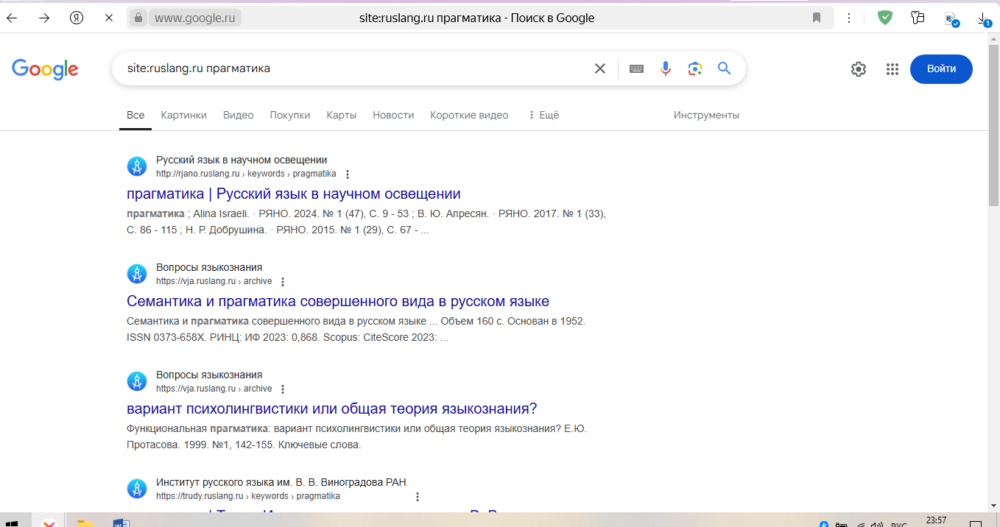 www.google.ru
site:ruslang.ru прагматика - Поиск в Google
1
Google
site:ruslang.ru прагматика
Войти
Все Картинки Видео Покупки Карты Новости Короткие видео Ещё Инструменты
Русский язык в научном освещении
http://rjano.ruslang.ru › keywords › pragmatika
прагматика | Русский язык в научном освещении
прагматика ; Alina Israeli. · РЯНО. 2024. № 1 (47), С. 9 - 53 ; В. Ю. Апресян. · РЯНО. 2017. № 1 (33),
С. 86 - 115 ; Н. Р. Добрушина. · РЯНО. 2015. № 1 (29), С. 67 - ...
Вопросы языкознания
https://vja.ruslang.ru › archive
Семантика и прагматика совершенного вида в русском языке
Семантика и прагматика совершенного вида в русском языке ... Объем 160 с. Основан в 1952.
ISSN 0373-658X. РИНЦ: ИФ 2023: 0,868. Scopus: CiteScore 2023: ...
Вопросы языкознания
https://vja.ruslang.ru › archive
вариант психолингвистики или общая теория языкознания?
Функциональная прагматика: вариант психолингвистики или общая теория языкознания? Е.Ю.
Протасова. 1999. №1, 142-155. Ключевые слова.
Институт русского языка им. В. В. Виноградова РАН
https://trudy.ruslang.ru › keywords › pragmatika
РУС
23:57